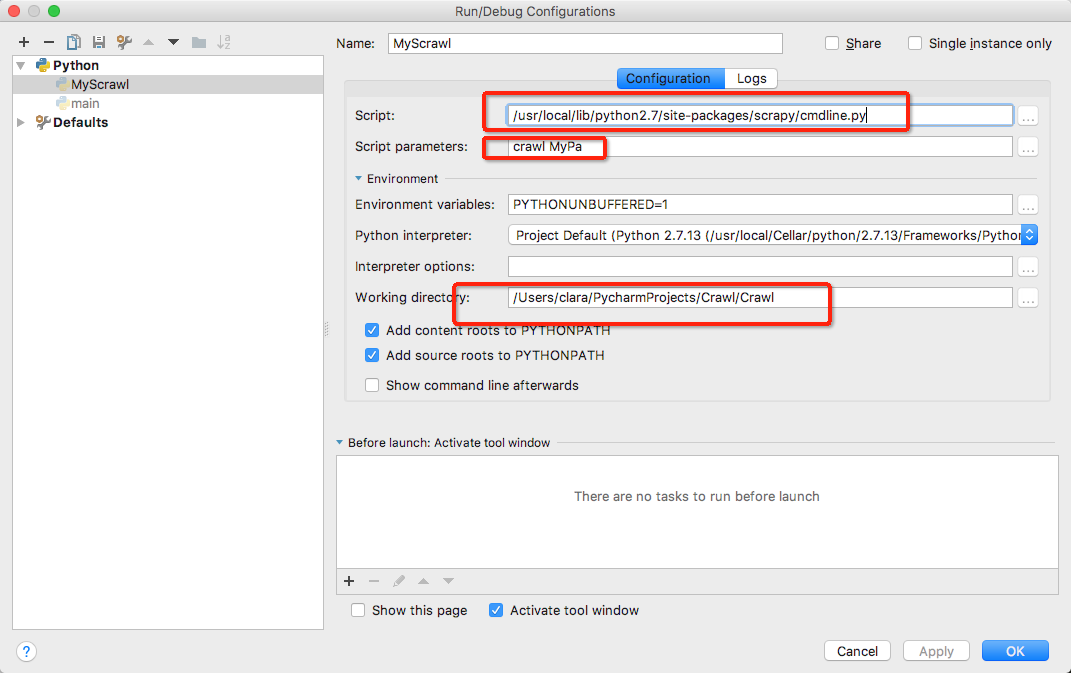 Run/Debug Configurations
Python
MyScrawl
main
Defaults
Name: MyScrawl
Share
Single instance only
Configuration
Logs
Script: /usr/local/lib/python2.7/site-packages/scrapy/cmdline.py ...
Script parameters: crawl MyPa ...
Environment
Environment variables: PYTHONUNBUFFERED=1 ...
Python interpreter: Project Default (Python 2.7.13 (/usr/local/Cellar/python/2.7.13/Frameworks/Python
Interpreter options: ...
Working directory: /Users/clara/PycharmProjects/Crawl/Crawl ...
Add content roots to PYTHONPATH
Add source roots to PYTHONPATH
Show command line afterwards
Before launch: Activate tool window
There are no tasks to run before launch
Show this page
Activate tool window
?
Cancel
Apply
OK